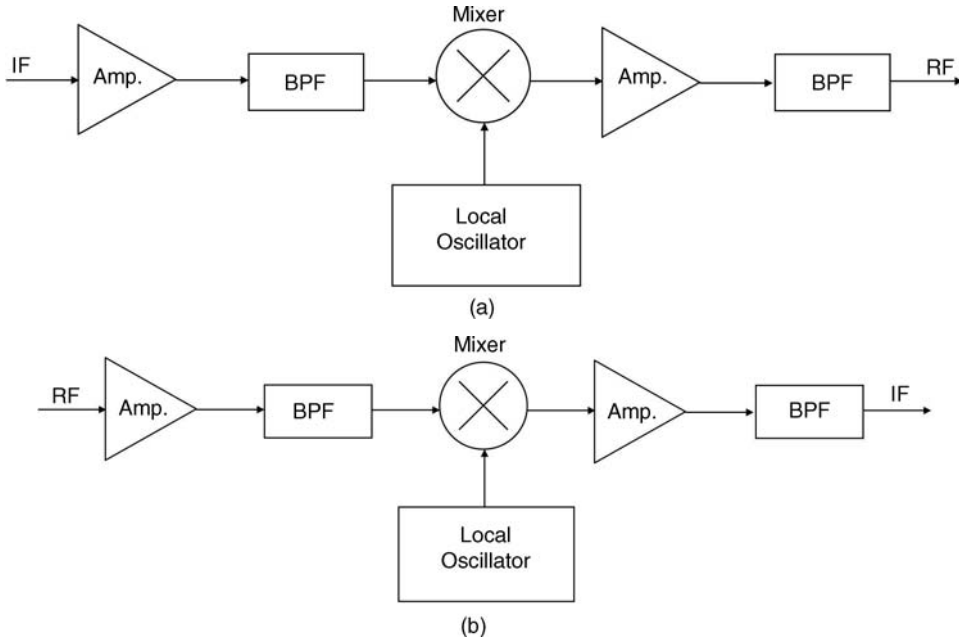 Mixer
IF
Amp.
BPF
Amp.
BPF
RF
Local
Oscillator
(a)
Mixer
RF
Amp.
BPF
Amp.
BPF
IF
Local
Oscillator
(b)